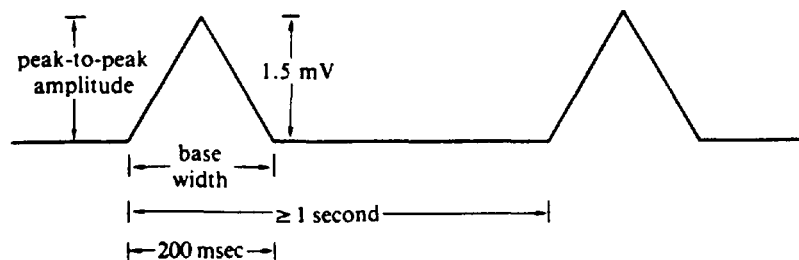 peak-to-peak
amplitude
1.5 mV
base
width
≥ 1 second
200 msec